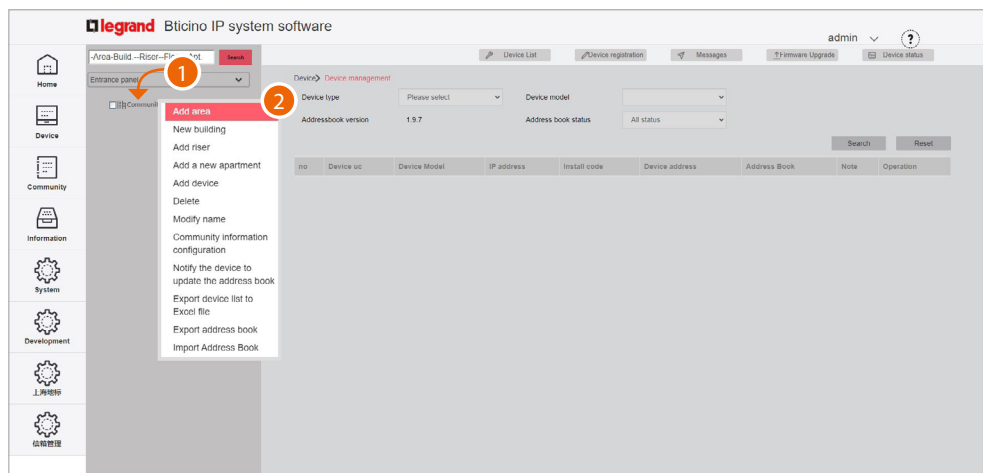 legrand Bticino IP system software
admin
?
-Area-Build.--Riser--Floor--Apt. Search
Device List Device registration Messages Firmware Upgrade Device status
Home
Entrance panel
Device> Device management
1
Communit
2
Device type Please select Device model
Addressbook version 1.9.7 Address book status All status
Search Reset
no Device uc Device Model IP address Install code Device address Address Book Note Operation
Add area
New building
Add riser
Add a new apartment
Add device
Delete
Modify name
Community information
configuration
Notify the device to
update the address book
Export device list to
Excel file
Export address book
Import Address Book
Device
Community
Information
System
Development
上海地标
信箱管理